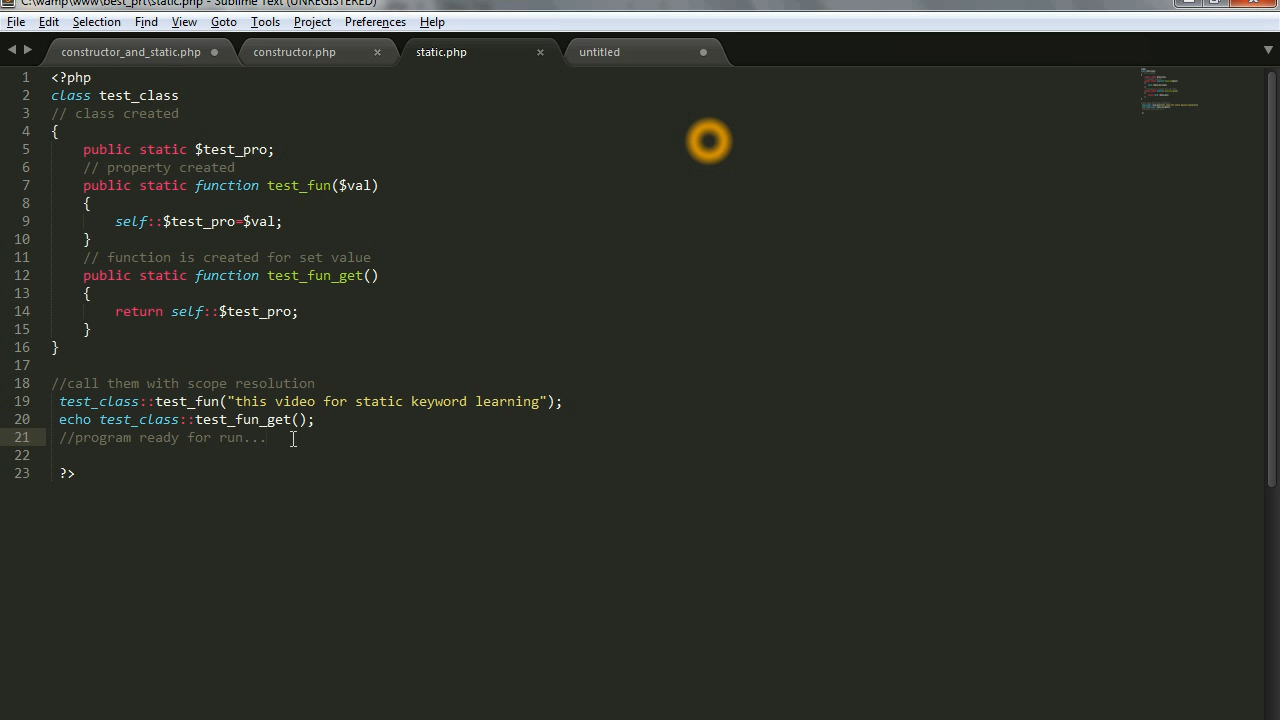 C:\wamp\www\best_prt\static.php - Sublime Text (UNREGISTERED)
File Edit Selection Find View Goto Tools Project Preferences Help
constructor_and_static.php constructor.php static.php untitled
1 <?php
2 class test_class
3 // class created
4 {
5 public static $test_pro;
6 // property created
7 public static function test_fun($val)
8 {
9 self::$test_pro=$val;
10 }
11 // function is created for set value
12 public static function test_fun_get()
13 {
14 return self::$test_pro;
15 }
16 }
17
18 //call them with scope resolution
19 test_class::test_fun("this video for static keyword learning");
20 echo test_class::test_fun_get();
21 //program ready for run...
22
23 ?>